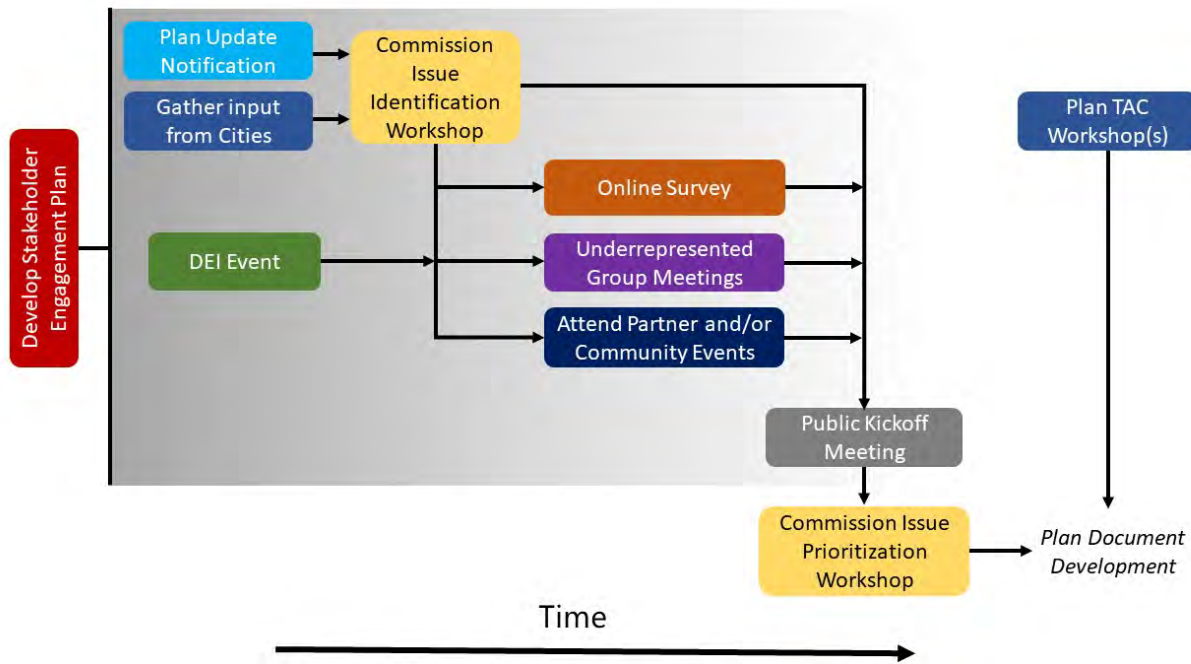 Develop Stakeholder
Engagement Plan
Plan Update
Notification
Gather input
from Cities
DEI Event
Commission
Issue
Identification
Workshop
Online Survey
Underrepresented
Group Meetings
Attend Partner and/or
Community Events
Public Kickoff
Meeting
Commission Issue
Prioritization
Workshop
Plan TAC
Workshop(s)
Plan Document
Development
Time